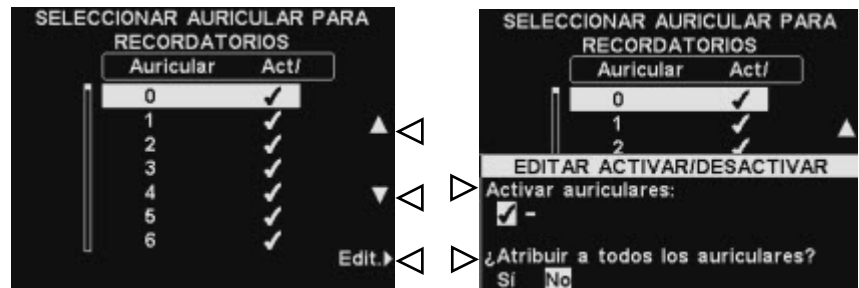 SELECCIONAR AURICULAR PARA
RECORDATORIOS
Auricular Act/
0 ✔
1 ✔
2 ✔
3 ✔
4 ✔
5 ✔
6 ✔
Edit.
SELECCIONAR AURICULAR PARA
RECORDATORIOS
Auricular Act/
0 ✔
1 ✔
2 ✔
EDITAR ACTIVAR/DESACTIVAR
Activar auriculares:
✔ –
¿Atribuir a todos los auriculares?
Sí No